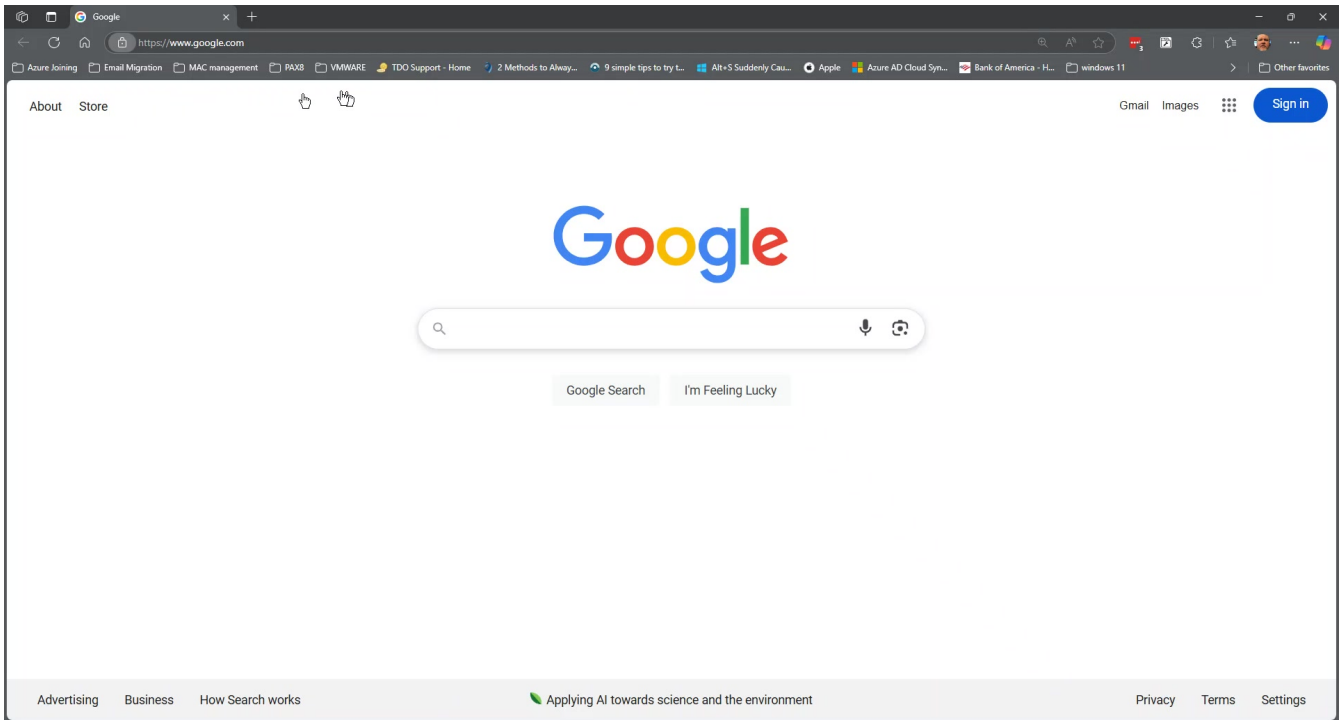 Google
https://www.google.com
3
Azure Joining Email Migration MAC management PAX8 VMWARE TDO Support - Home 2 Methods to Alway... 9 simple tips to try t... Alt+S Suddenly Cau... Apple Azure AD Cloud Syn... Bank of America - H... windows 11 Other favorites
About Store Gmail Images Sign in
Google
Google Search I'm Feeling Lucky
Advertising Business How Search works Applying AI towards science and the environment Privacy Terms Settings